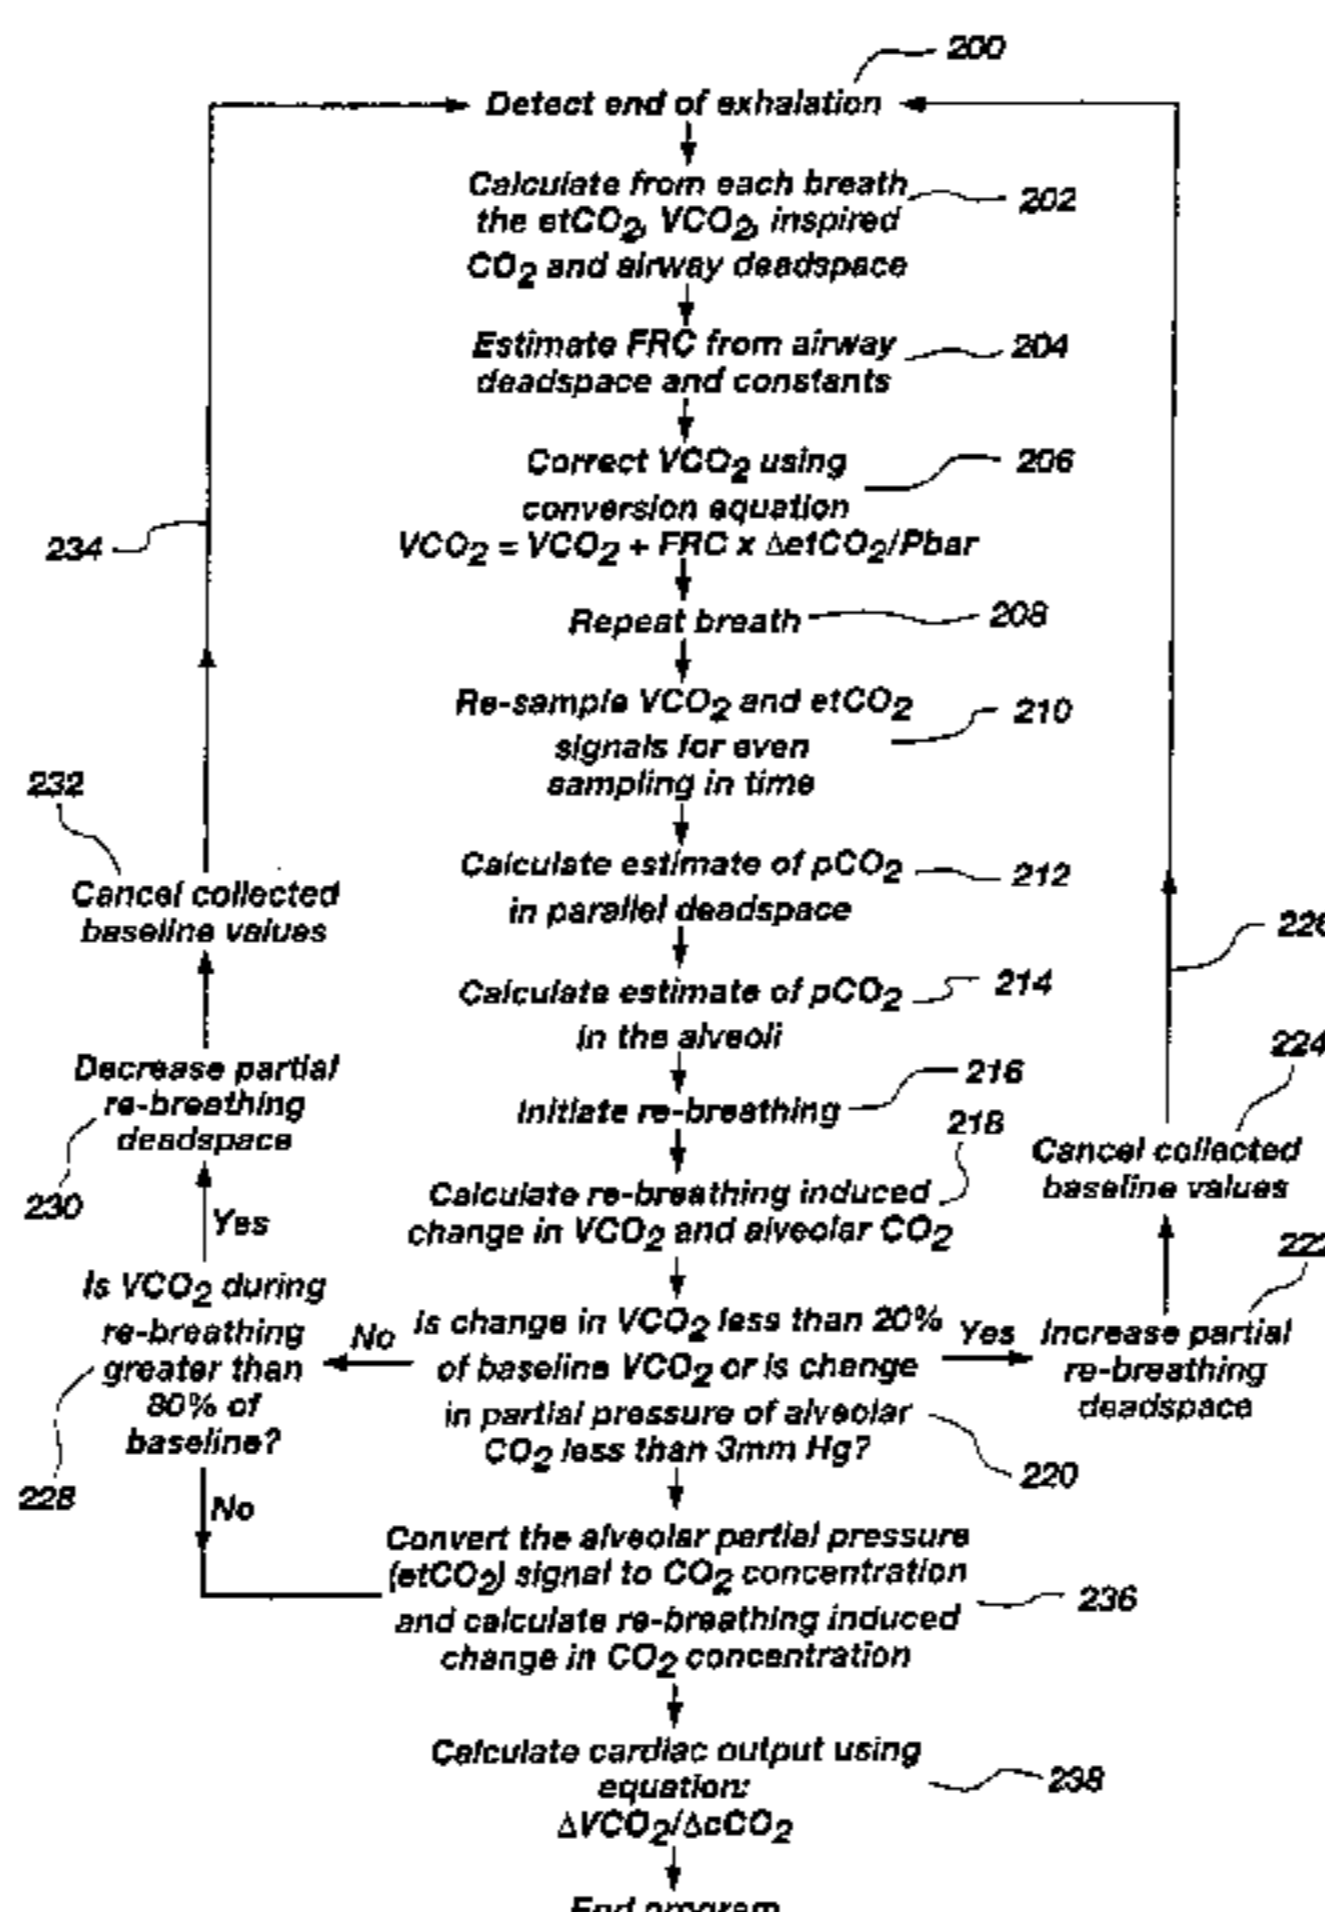 200
Detect end of exhalation
Calculate from each breath
the etCO2, VCO2, inspired
CO2 and airway deadspace
202
Estimate FRC from airway
deadspace and constants
204
Correct VCO2 using
conversion equation
VCO2 = VCO2 + FRC x ΔetCO2/Pbar
206
234
Repeat breath
208
Re-sample VCO2 and etCO2
signals for even
sampling in time
210
232
Cancel collected
baseline values
Calculate estimate of pCO2
in parallel deadspace
212
226
Calculate estimate of pCO2
in the alveoli
214
224
Decrease partial
re-breathing
deadspace
230
Initiate re-breathing
216
218
Cancel collected
baseline values
Calculate re-breathing induced
change in VCO2 and alveolar CO2
Yes
222
Is VCO2 during
re-breathing
greater than
80% of
baseline?
228
No
Is change in VCO2 less than 20%
of baseline VCO2 or is change
in partial pressure of alveolar
CO2 less than 3mm Hg?
220
Yes
Increase partial
re-breathing
deadspace
No
Convert the alveolar partial pressure
(etCO2) signal to CO2 concentration
and calculate re-breathing induced
change in CO2 concentration
236
Calculate cardiac output using
equation:
ΔVCO2/ΔcCO2
238
End program